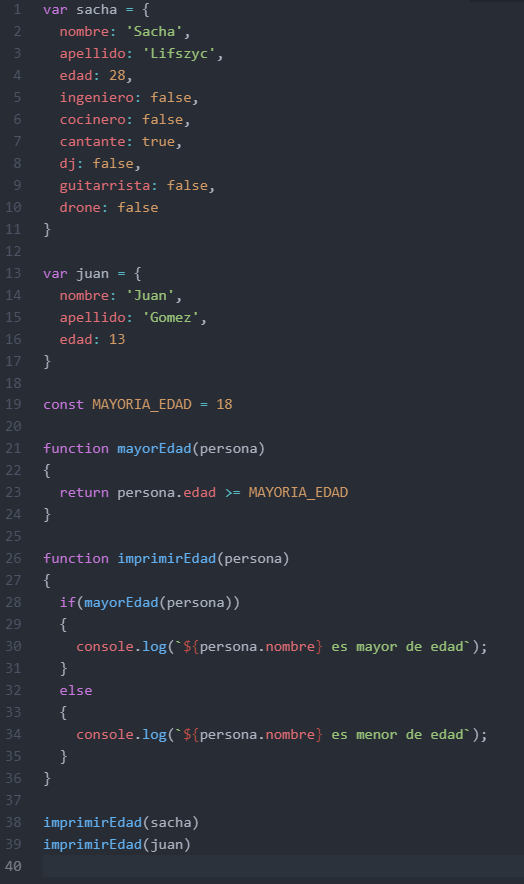 1 var sacha = {
2   nombre: 'Sacha',
3   apellido: 'Lifszyc',
4   edad: 28,
5   ingeniero: false,
6   cocinero: false,
7   cantante: true,
8   dj: false,
9   guitarrista: false,
10   drone: false
11 }
12
13 var juan = {
14   nombre: 'Juan',
15   apellido: 'Gomez',
16   edad: 13
17 }
18
19 const MAYORIA_EDAD = 18
20
21 function mayorEdad(persona)
22 {
23   return persona.edad >= MAYORIA_EDAD
24 }
25
26 function imprimirEdad(persona)
27 {
28   if(mayorEdad(persona))
29   {
30     console.log(`${persona.nombre} es mayor de edad`);
31   }
32   else
33   {
34     console.log(`${persona.nombre} es menor de edad`);
35   }
36 }
37
38 imprimirEdad(sacha)
39 imprimirEdad(juan)
40